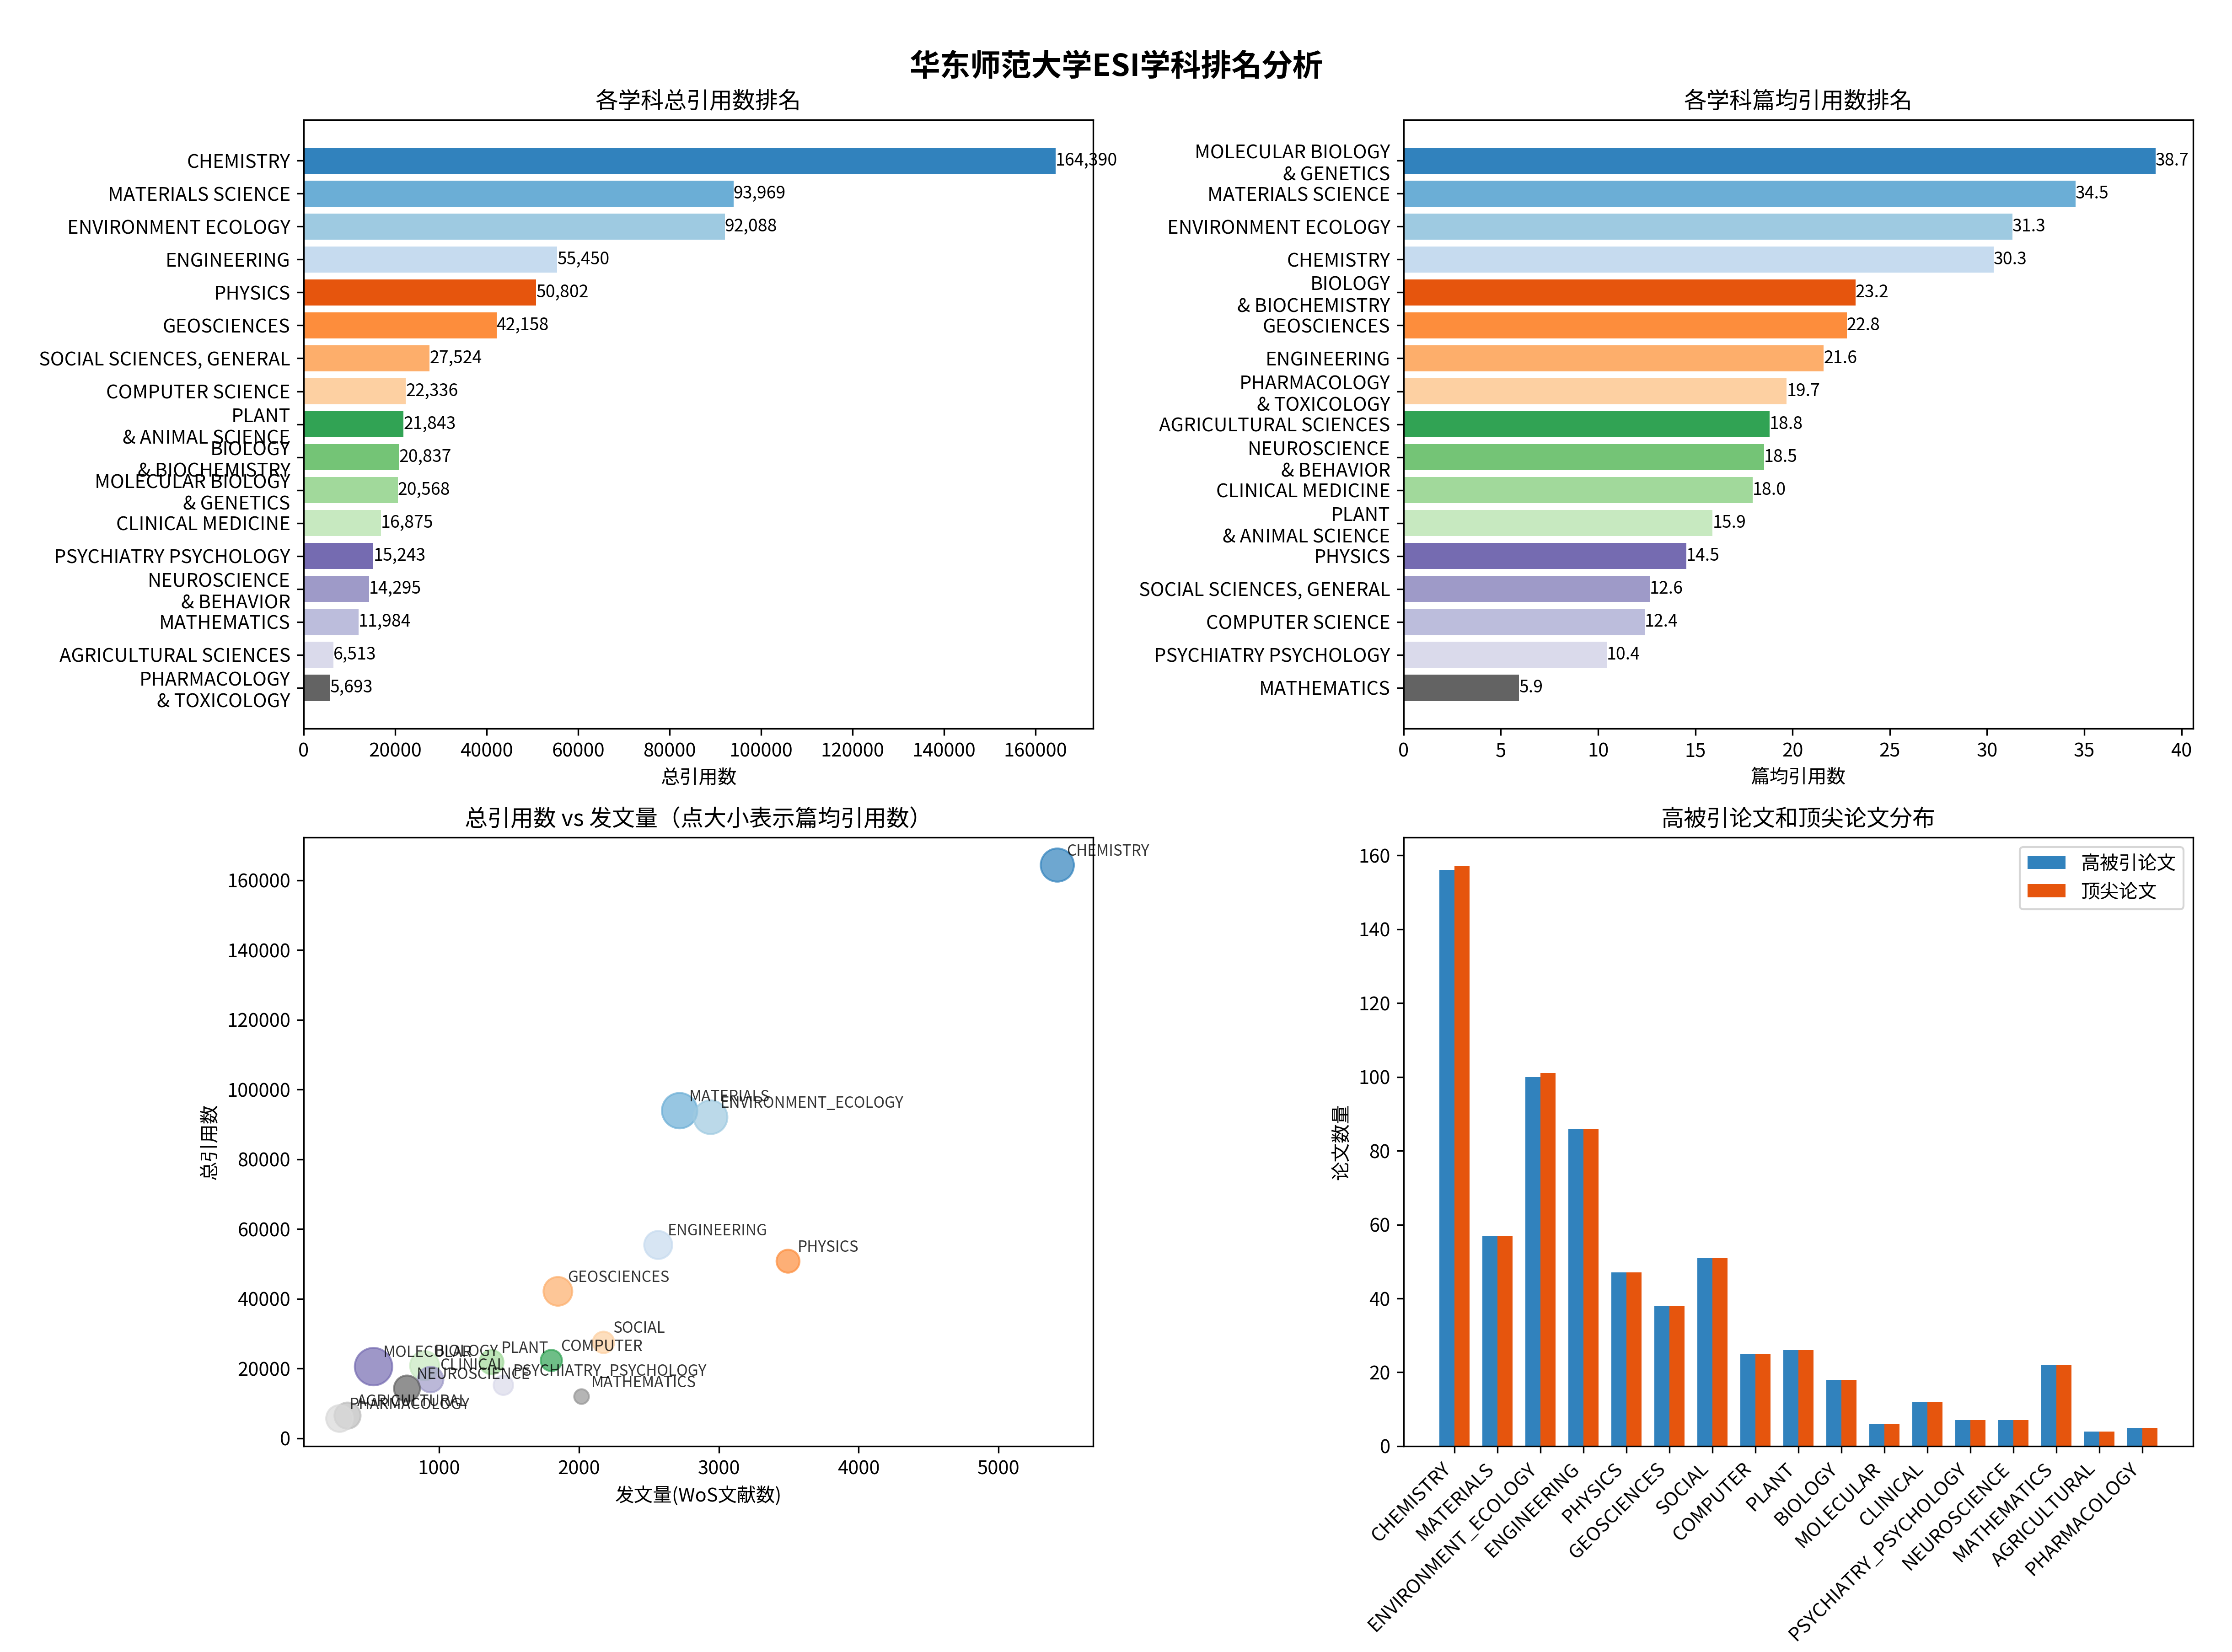 华东师范大学ESI学科排名分析
各学科总引用数排名
CHEMISTRY
164,390
MATERIALS SCIENCE
93,969
ENVIRONMENT ECOLOGY
92,088
ENGINEERING
55,450
PHYSICS
50,802
GEOSCIENCES
42,158
SOCIAL SCIENCES, GENERAL
27,524
COMPUTER SCIENCE
22,336
PLANT
& ANIMAL SCIENCE
21,843
BIOLOGY
& BIOCHEMISTRY
20,837
MOLECULAR BIOLOGY
& GENETICS
20,568
CLINICAL MEDICINE
16,875
PSYCHIATRY PSYCHOLOGY
15,243
NEUROSCIENCE
& BEHAVIOR
14,295
MATHEMATICS
11,984
AGRICULTURAL SCIENCES
6,513
PHARMACOLOGY
& TOXICOLOGY
5,693
0 20000 40000 60000 80000 100000 120000 140000 160000
总引用数
各学科篇均引用数排名
MOLECULAR BIOLOGY
& GENETICS
38.7
MATERIALS SCIENCE
34.5
ENVIRONMENT ECOLOGY
31.3
CHEMISTRY
30.3
BIOLOGY
& BIOCHEMISTRY
23.2
GEOSCIENCES
22.8
ENGINEERING
21.6
PHARMACOLOGY
& TOXICOLOGY
19.7
AGRICULTURAL SCIENCES
18.8
NEUROSCIENCE
& BEHAVIOR
18.5
CLINICAL MEDICINE
18.0
PLANT
& ANIMAL SCIENCE
15.9
PHYSICS
14.5
SOCIAL SCIENCES, GENERAL
12.6
COMPUTER SCIENCE
12.4
PSYCHIATRY PSYCHOLOGY
10.4
MATHEMATICS
5.9
0 5 10 15 20 25 30 35 40
篇均引用数
总引用数 vs 发文量（点大小表示篇均引用数）
总引用数
160000
140000
120000
100000
80000
60000
40000
20000
0
CHEMISTRY
MATERIALS
ENVIRONMENT_ECOLOGY
ENGINEERING
PHYSICS
GEOSCIENCES
SOCIAL
COMPUTER
PLANT
BIOLOGY
MOLECULAR
CLINICAL
PSYCHIATRY_PSYCHOLOGY
NEUROSCIENCE
MATHEMATICS
AGRICULTURAL
PHARMACOLOGY
1000 2000 3000 4000 5000
发文量(WoS文献数)
高被引论文和顶尖论文分布
高被引论文
顶尖论文
论文数量
160
140
120
100
80
60
40
20
0
CHEMISTRY
MATERIALS
ENVIRONMENT_ECOLOGY
ENGINEERING
PHYSICS
GEOSCIENCES
SOCIAL
COMPUTER
PLANT
BIOLOGY
MOLECULAR
CLINICAL
PSYCHIATRY_PSYCHOLOGY
NEUROSCIENCE
MATHEMATICS
AGRICULTURAL
PHARMACOLOGY